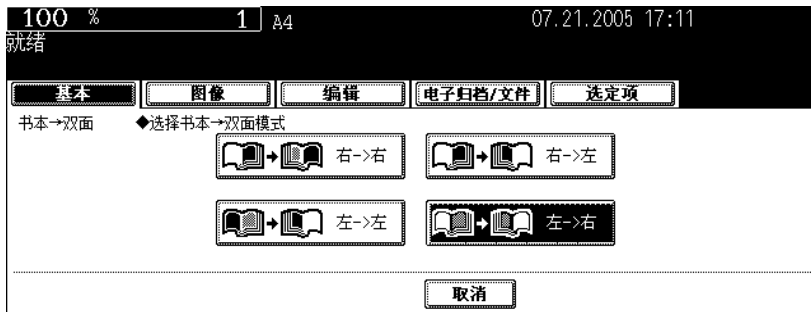 100 % 1 A4 07.21.2005 17:11
就绪
基本 图像 编辑 电子归档/文件 选定项
书本→双面 ◆选择书本→双面模式
右->右 右->左
左->左 左->右
取消